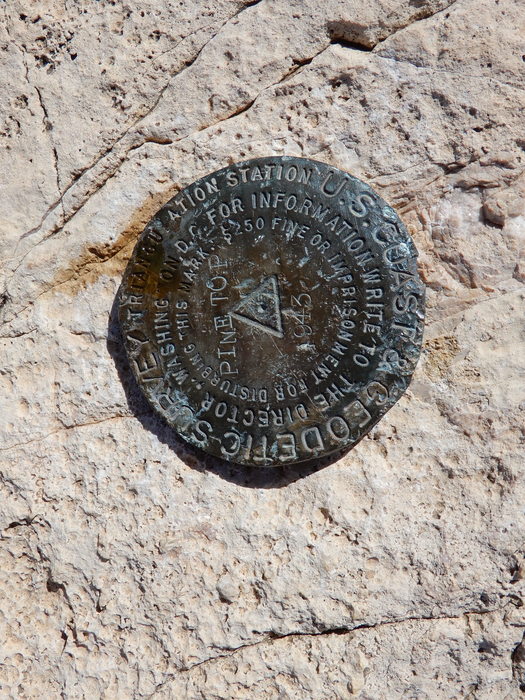 U.S. COAST & GEODETIC SURVEY
TRIANGULATION STATION
FOR INFORMATION WRITE TO THE DIRECTOR, WASHINGTON, D.C.
$250 FINE OR IMPRISONMENT FOR DISTURBING THIS MARK.
PINE TOP
1943